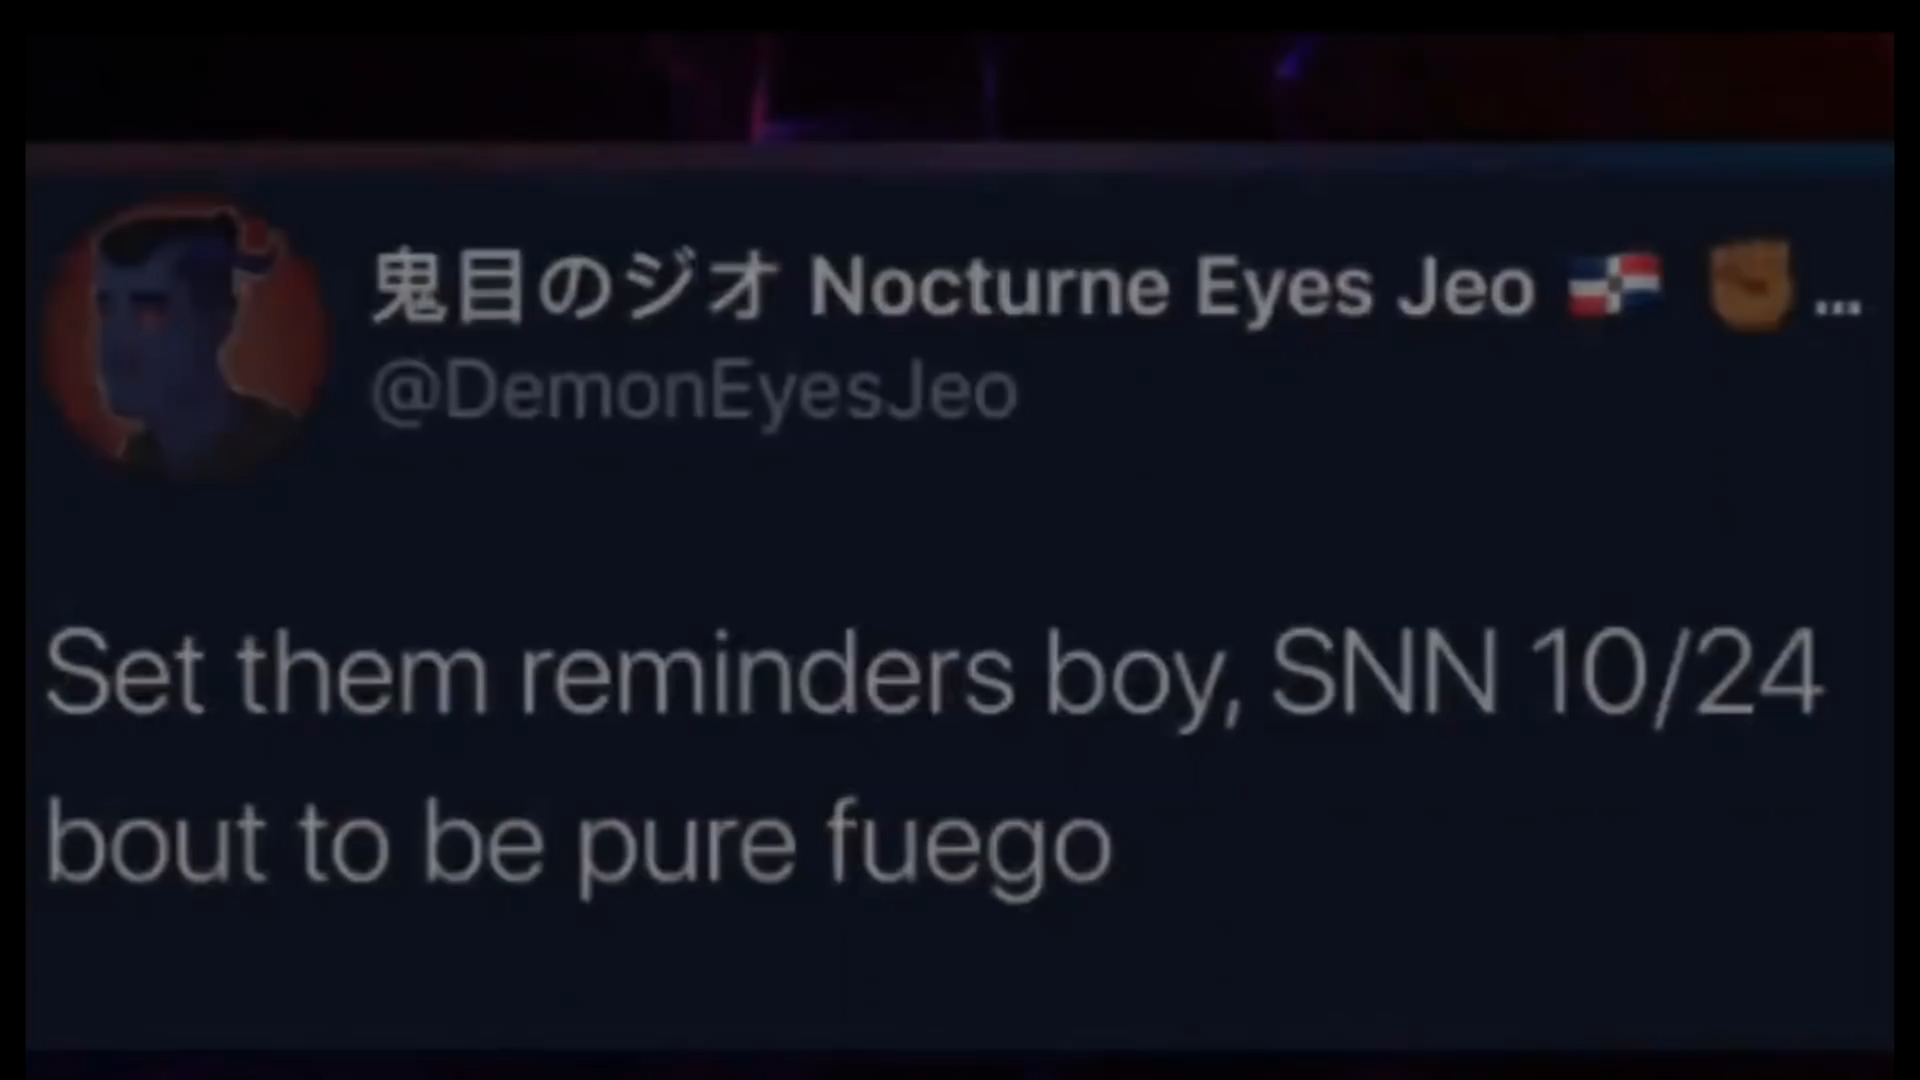 鬼目のジオ Nocturne Eyes Jeo 🇩🇴 ✊🏾...
@DemonEyesJeo
Set them reminders boy, SNN 10/24
bout to be pure fuego